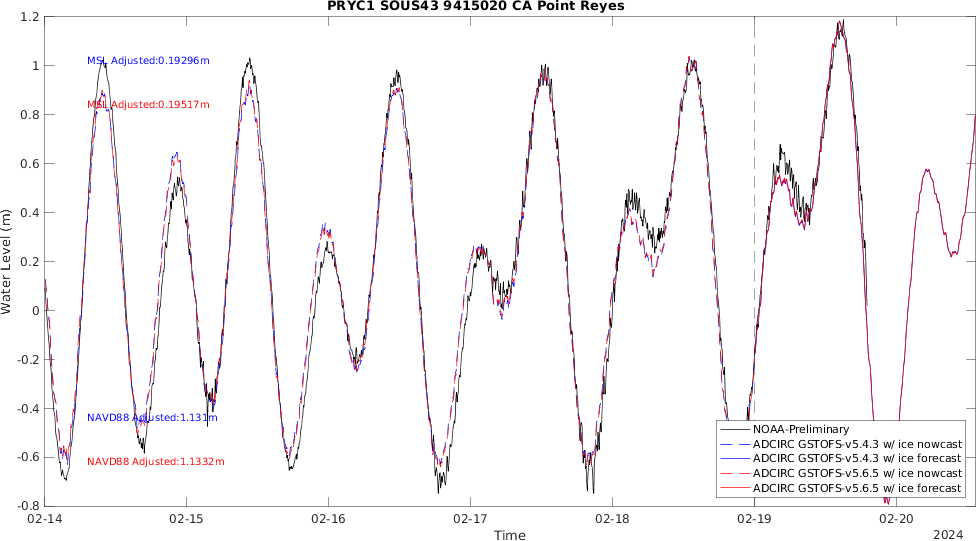 PRYC1 SOUS43 9415020 CA Point Reyes
1.2
1
0.8
0.6
0.4
0.2
0
-0.2
-0.4
-0.6
-0.8
Water Level (m)
MSL Adjusted:0.19296m
MSL Adjusted:0.19517m
NAVD88 Adjusted:1.131m
NAVD88 Adjusted:1.1332m
NOAA-Preliminary
ADCIRC GSTOFS-v5.4.3 w/ ice nowcast
ADCIRC GSTOFS-v5.4.3 w/ ice forecast
ADCIRC GSTOFS-v5.6.5 w/ ice nowcast
ADCIRC GSTOFS-v5.6.5 w/ ice forecast
02-14 02-15 02-16 02-17 02-18 02-19 02-20
Time
2024